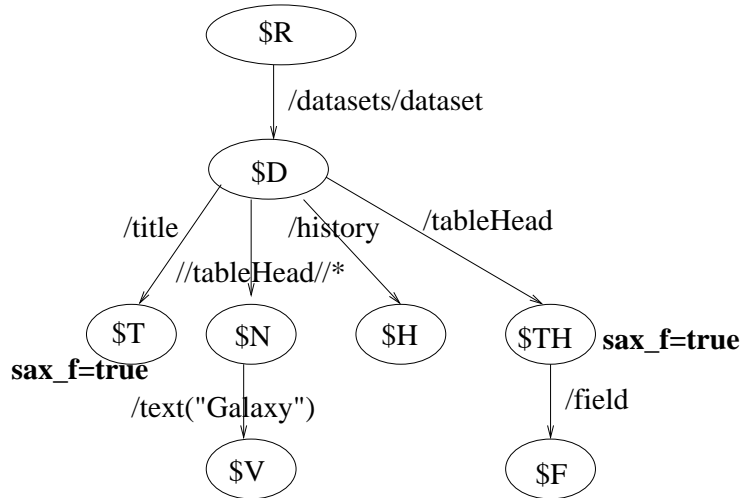 $R
/datasets/dataset
$D
/title
/history
/tableHead
//tableHead//*
$T
$N
$H
$TH
sax_f=true
sax_f=true
/text("Galaxy")
/field
$V
$F